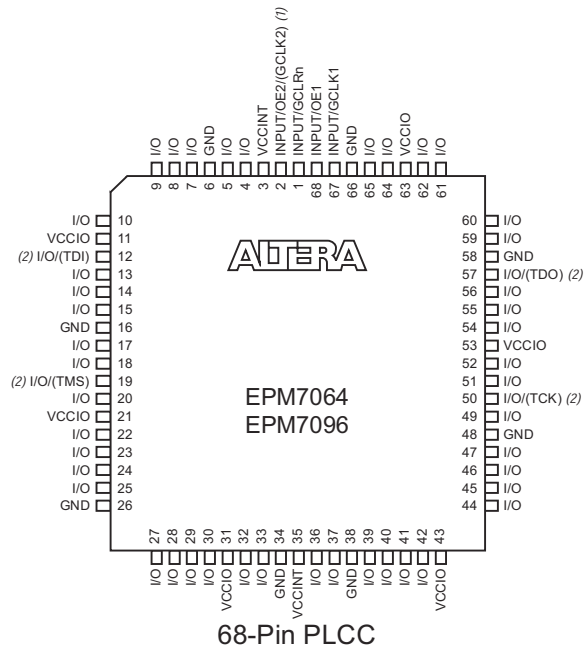 I/O
I/O
I/O
GND
I/O
I/O
VCCINT
INPUT/OE2/(GCLK2) (1)
INPUT/GCLRn
INPUT/OE1
INPUT/GCLK1
GND
I/O
I/O
VCCIO
I/O
I/O
9 8 7 6 5 4 3 2 1 68 67 66 65 64 63 62 61
I/O 10
VCCIO 11
(2) I/O/(TDI) 12
I/O 13
I/O 14
I/O 15
GND 16
I/O 17
I/O 18
(2) I/O/(TMS) 19
I/O 20
VCCIO 21
I/O 22
I/O 23
I/O 24
I/O 25
GND 26
ALTERA
EPM7064
EPM7096
60 I/O
59 I/O
58 GND
57 I/O/(TDO) (2)
56 I/O
55 I/O
54 I/O
53 VCCIO
52 I/O
51 I/O
50 I/O/(TCK) (2)
49 I/O
48 GND
47 I/O
46 I/O
45 I/O
44 I/O
27 28 29 30 31 32 33 34 35 36 37 38 39 40 41 42 43
I/O
I/O
I/O
I/O
VCCIO
I/O
I/O
GND
VCCINT
I/O
I/O
GND
I/O
I/O
I/O
I/O
VCCIO
68-Pin PLCC